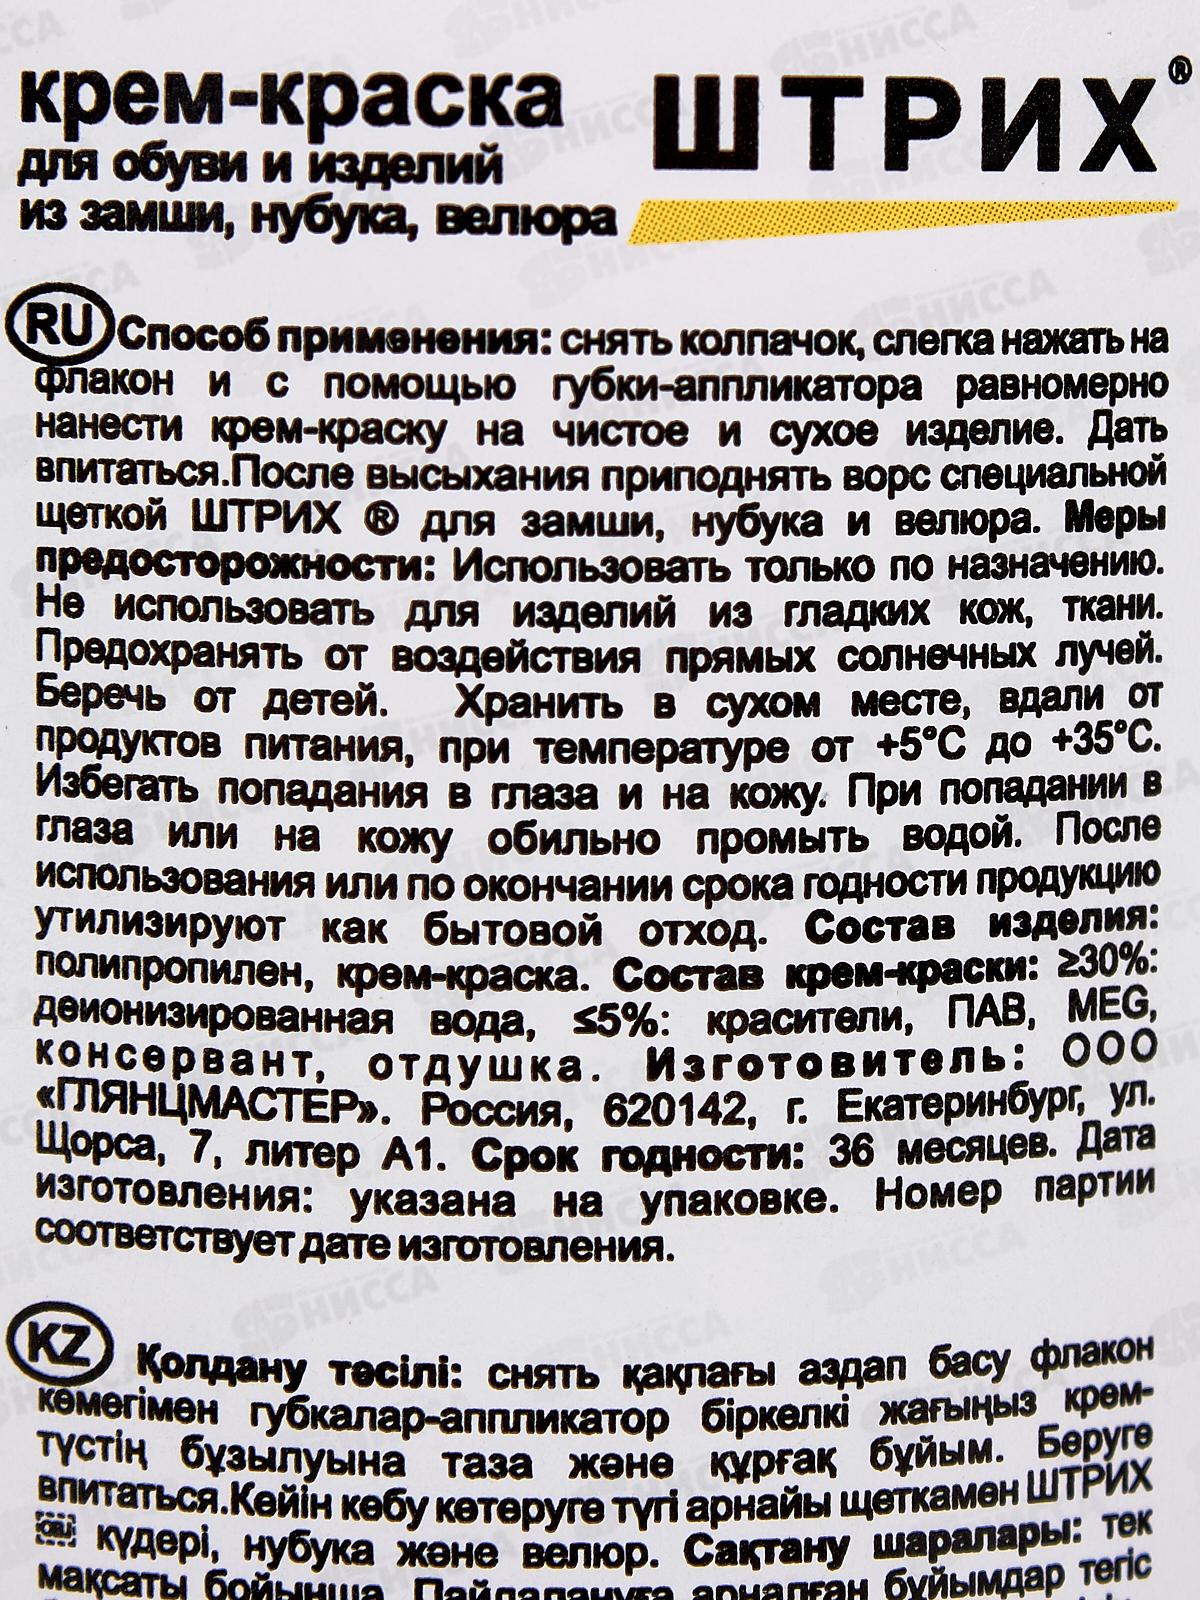 крем-краска
для обуви и изделий
из замши, нубука, велюра
ШТРИХ®
RU Способ применения: снять колпачок, слегка нажать на
флакон и с помощью губки-аппликатора равномерно
нанести крем-краску на чистое и сухое изделие. Дать
впитаться.После высыхания приподнять ворс специальной
щеткой ШТРИХ ® для замши, нубука и велюра. Меры
предосторожности: Использовать только по назначению.
Не использовать для изделий из гладких кож, ткани.
Предохранять от воздействия прямых солнечных лучей.
Беречь от детей. Хранить в сухом месте, вдали от
продуктов питания, при температуре от +5°С до +35°С.
Избегать попадания в глаза и на кожу. При попадании в
глаза или на кожу обильно промыть водой. После
использования или по окончании срока годности продукцию
утилизируют как бытовой отход. Состав изделия:
полипропилен, крем-краска. Состав крем-краски: ≥30%:
деионизированная вода, ≤5%: красители, ПАВ, MEG,
консервант, отдушка. Изготовитель: ООО
«ГЛЯНЦМАСТЕР». Россия, 620142, г. Екатеринбург, ул.
Щорса, 7, литер А1. Срок годности: 36 месяцев. Дата
изготовления: указана на упаковке. Номер партии
соответствует дате изготовления.
KZ Қолдану тәсілі: снять қақпағы аздап басу флакон
көмегімен губкалар-аппликатор біркелкі жағыңыз крем-
түстің бұзылуына таза және құрғақ бұйым. Беруге
впитаться.Кейін кебу көтеруге түгі арнайы щеткамен ШТРИХ
OBJ күдері, нубука және велюр. Сақтану шаралары: тек
мақсаты бойынша. Пайдалануға арналған бұйымдар тегіс